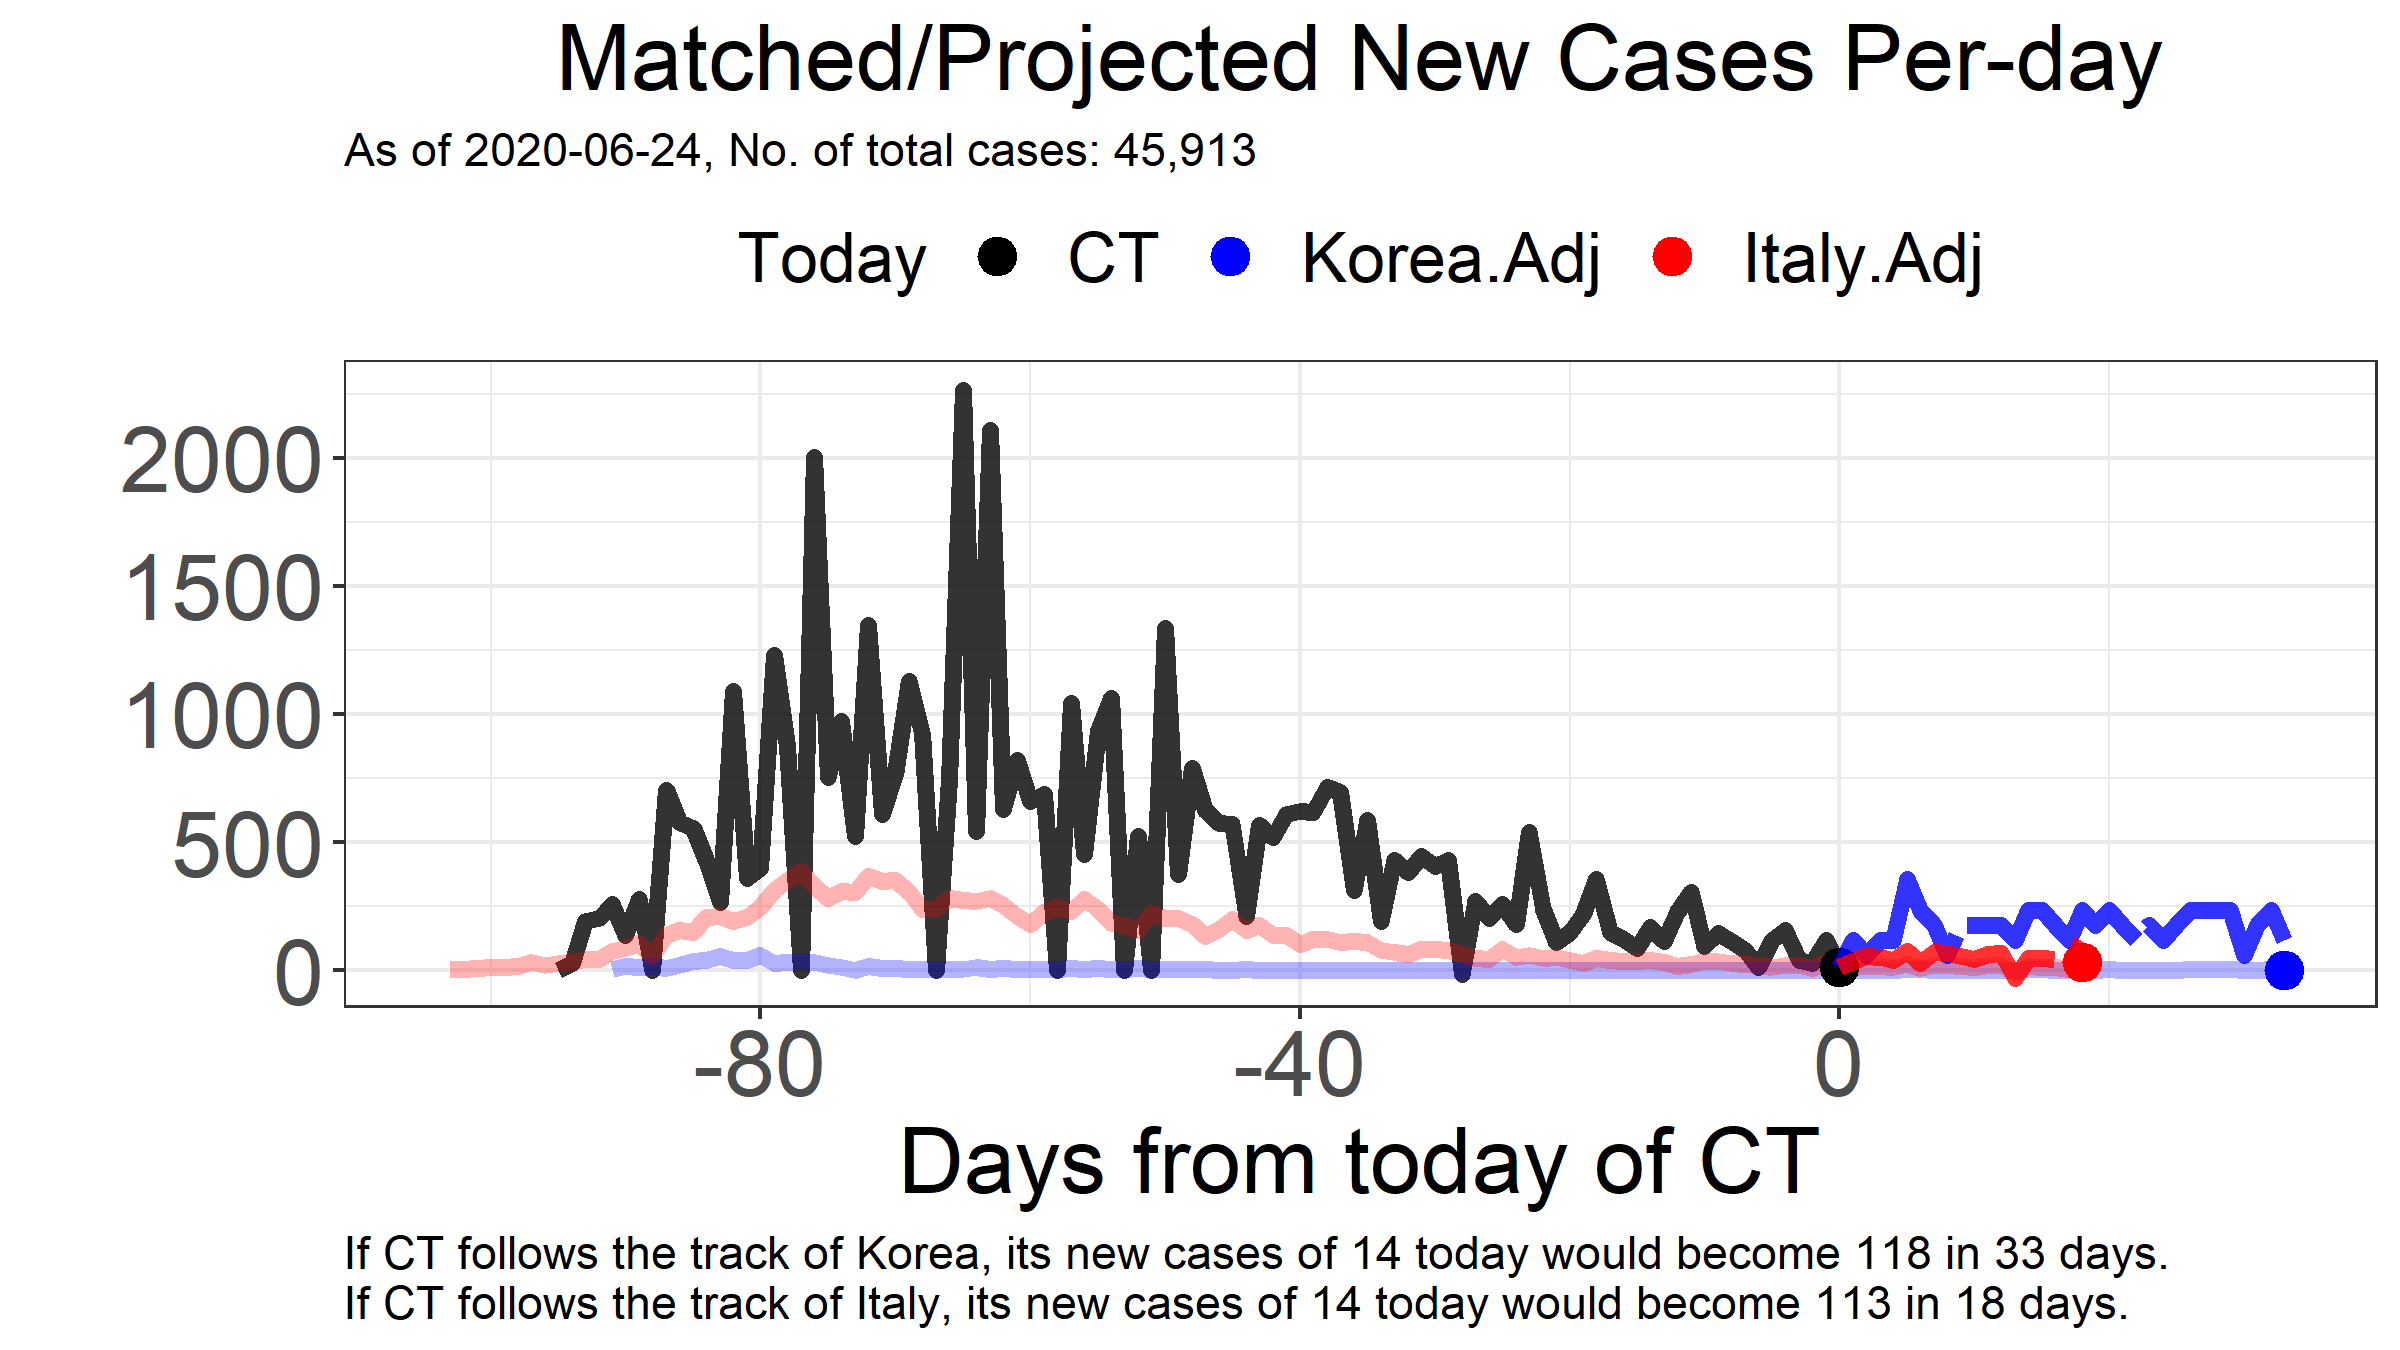 Matched/Projected New Cases Per-day
As of 2020-06-24, No. of total cases: 45,913
Today CT Korea.Adj Italy.Adj
2000
1500
1000
500
0
-80 -40 0
Days from today of CT
If CT follows the track of Korea, its new cases of 14 today would become 118 in 33 days.
If CT follows the track of Italy, its new cases of 14 today would become 113 in 18 days.